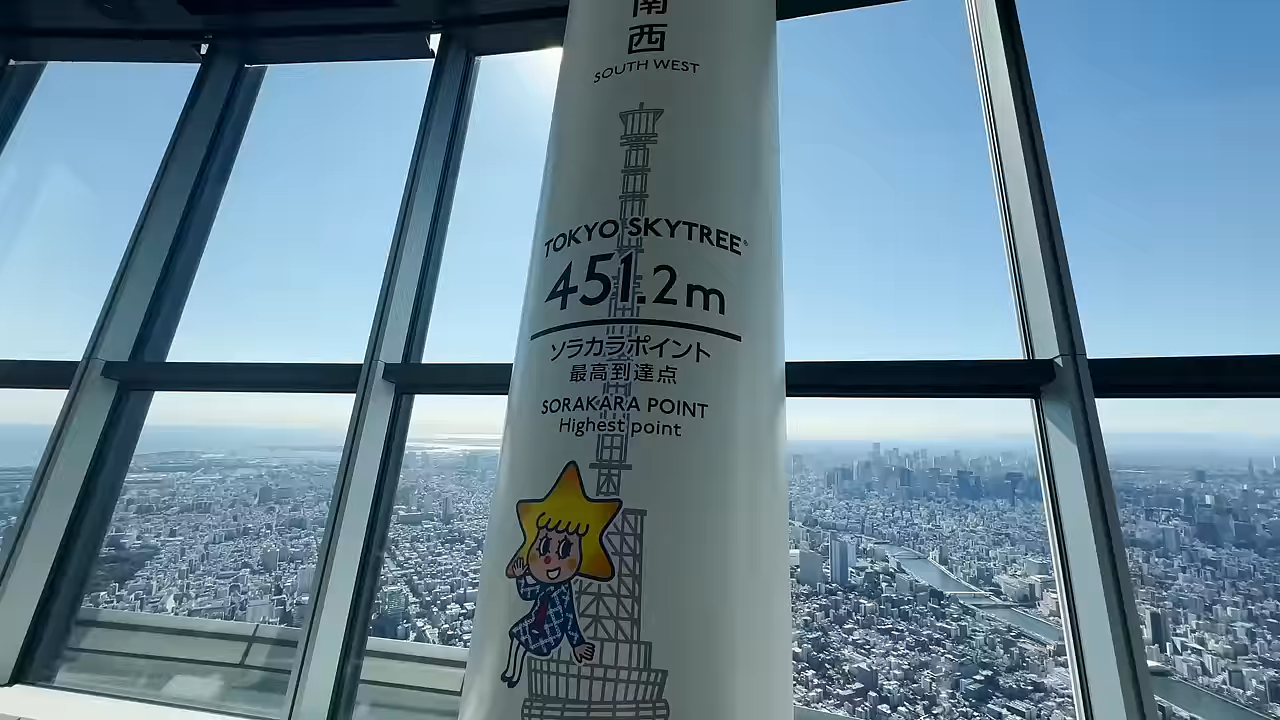 南
西
SOUTH WEST
TOKYO SKYTREE®
451.2m
ソラカラポイント
最高到達点
SORAKARA POINT
Highest point